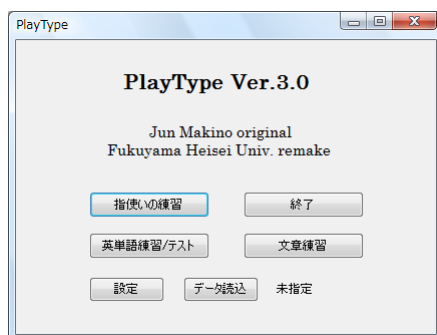 PlayType
PlayType Ver.3.0
Jun Makino original
Fukuyama Heisei Univ. remake
指使いの練習 終了
英単語練習/テスト 文章練習
設定 データ読込 未指定